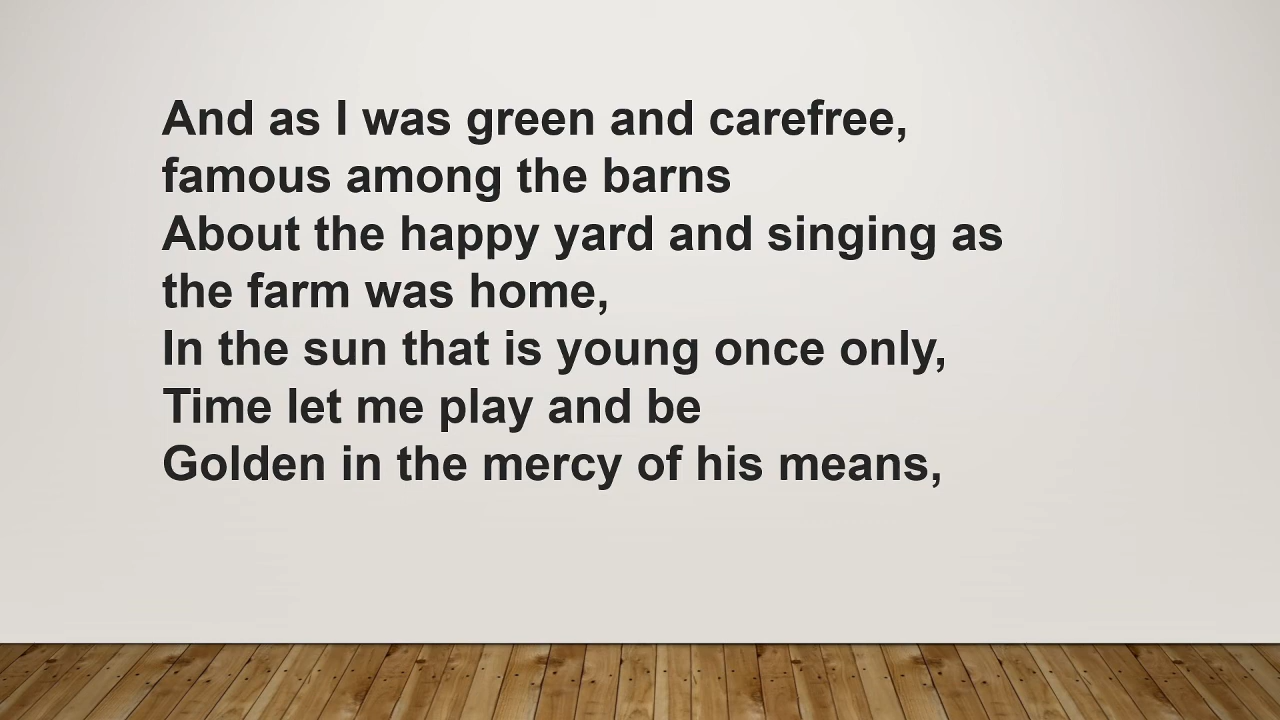 And as I was green and carefree,
famous among the barns
About the happy yard and singing as
the farm was home,
In the sun that is young once only,
Time let me play and be
Golden in the mercy of his means,